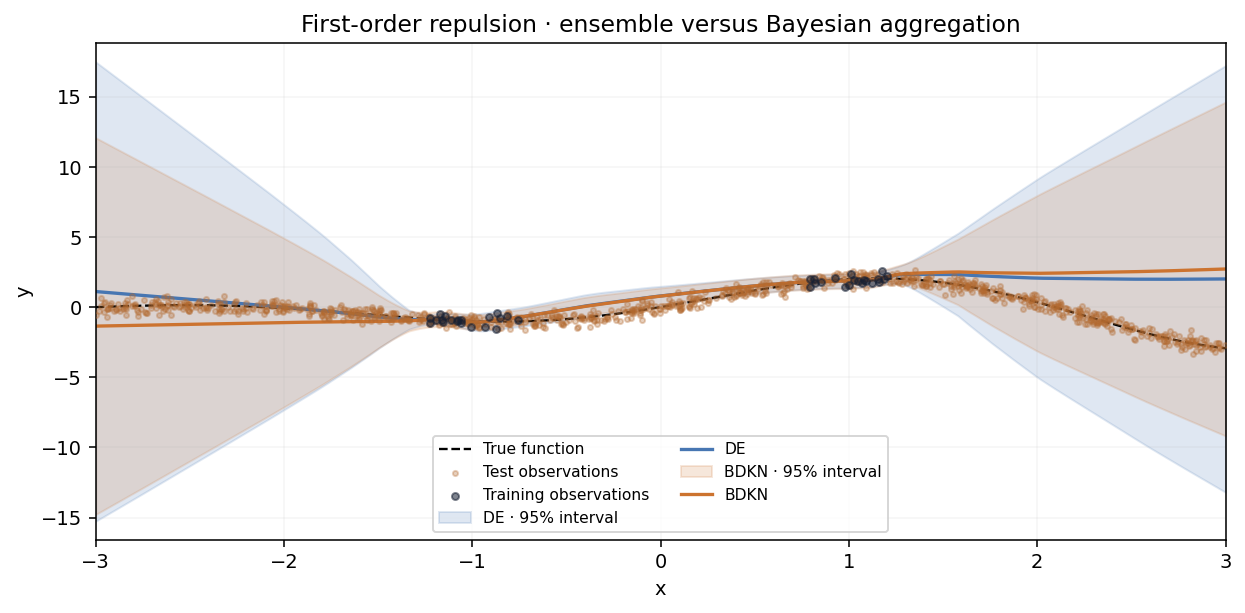 First-order repulsion · ensemble versus Bayesian aggregation
y
15
10
5
0
−5
−10
−15
−3
−2
−1
0
1
2
3
x
True function
Test observations
Training observations
DE · 95% interval
DE
BDKN · 95% interval
BDKN